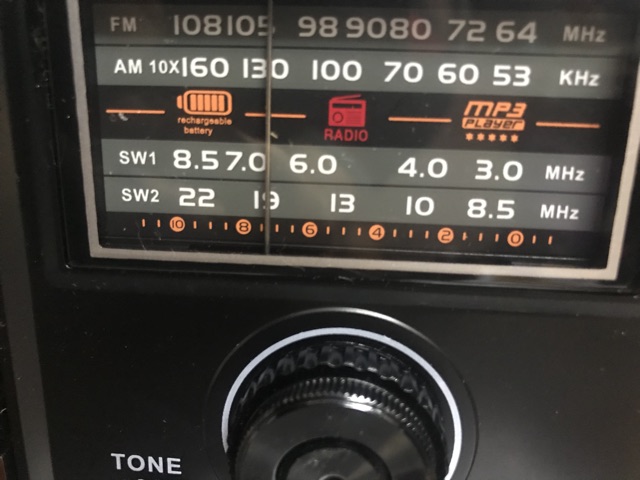 FM 108 105 98 90 80 72 64 MHz
AM 10X 160 130 100 70 60 53 KHz
rechargeable
battery
RADIO
MP3
PLAYER
SW1 8.5 7.0 6.0 4.0 3.0 MHz
SW2 22 19 13 10 8.5 MHz
10 8 6 4 2 0
TONE